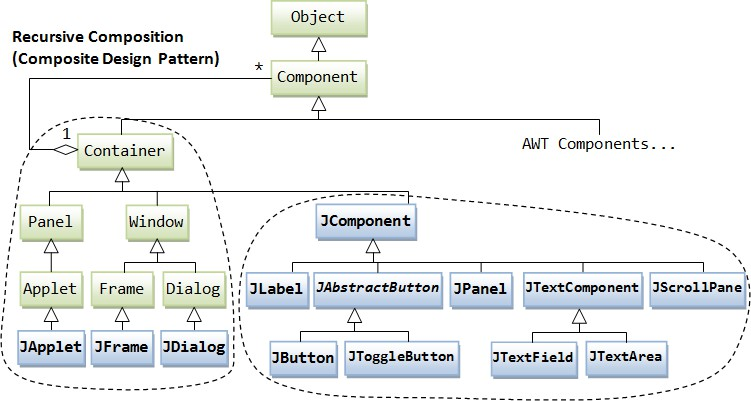 Object
Recursive Composition
(Composite Design Pattern)
*
Component
1
Container
AWT Components...
Panel
Window
JComponent
Applet
Frame
Dialog
JLabel
JAbstractButton
JPanel
JTextComponent
JScrollPane
JApplet
JFrame
JDialog
JButton
JToggleButton
JTextField
JTextArea